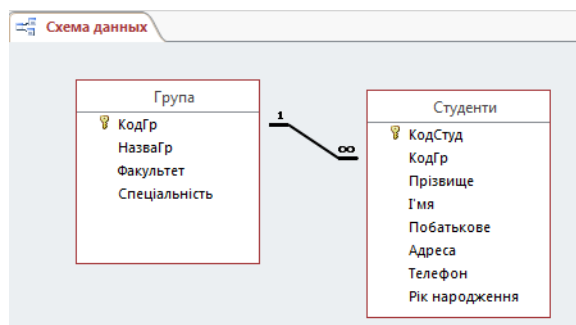 Схема данных
Група
КодГр
НазваГр
Факультет
Спеціальність
1
∞
Студенти
КодСтуд
КодГр
Прізвище
І'мя
Побатькове
Адреса
Телефон
Рік народження